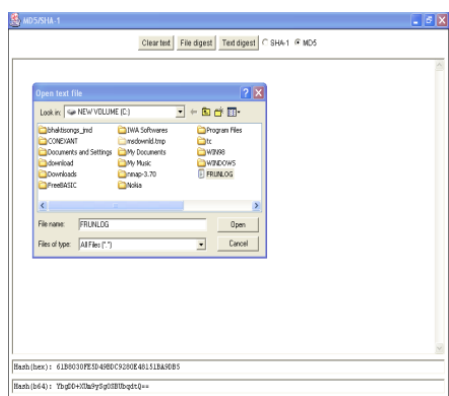 MD5/SHA-1
Clear text File digest Text digest SHA-1 MD5
Open text file
Look in: NEW VOLUME (C:)
bhaktisongs_jmd IWA Softwares Program Files
CONEXANT msdownld.tmp tc
Documents and Settings My Documents WIN98
download My Music WINDOWS
Downloads nmap-3.70 FRUNLOG
FreeBASIC Nokia
File name: FRUNLOG Open
Files of type: All Files (*.*) Cancel
Hash(hex):
Hash(b64):